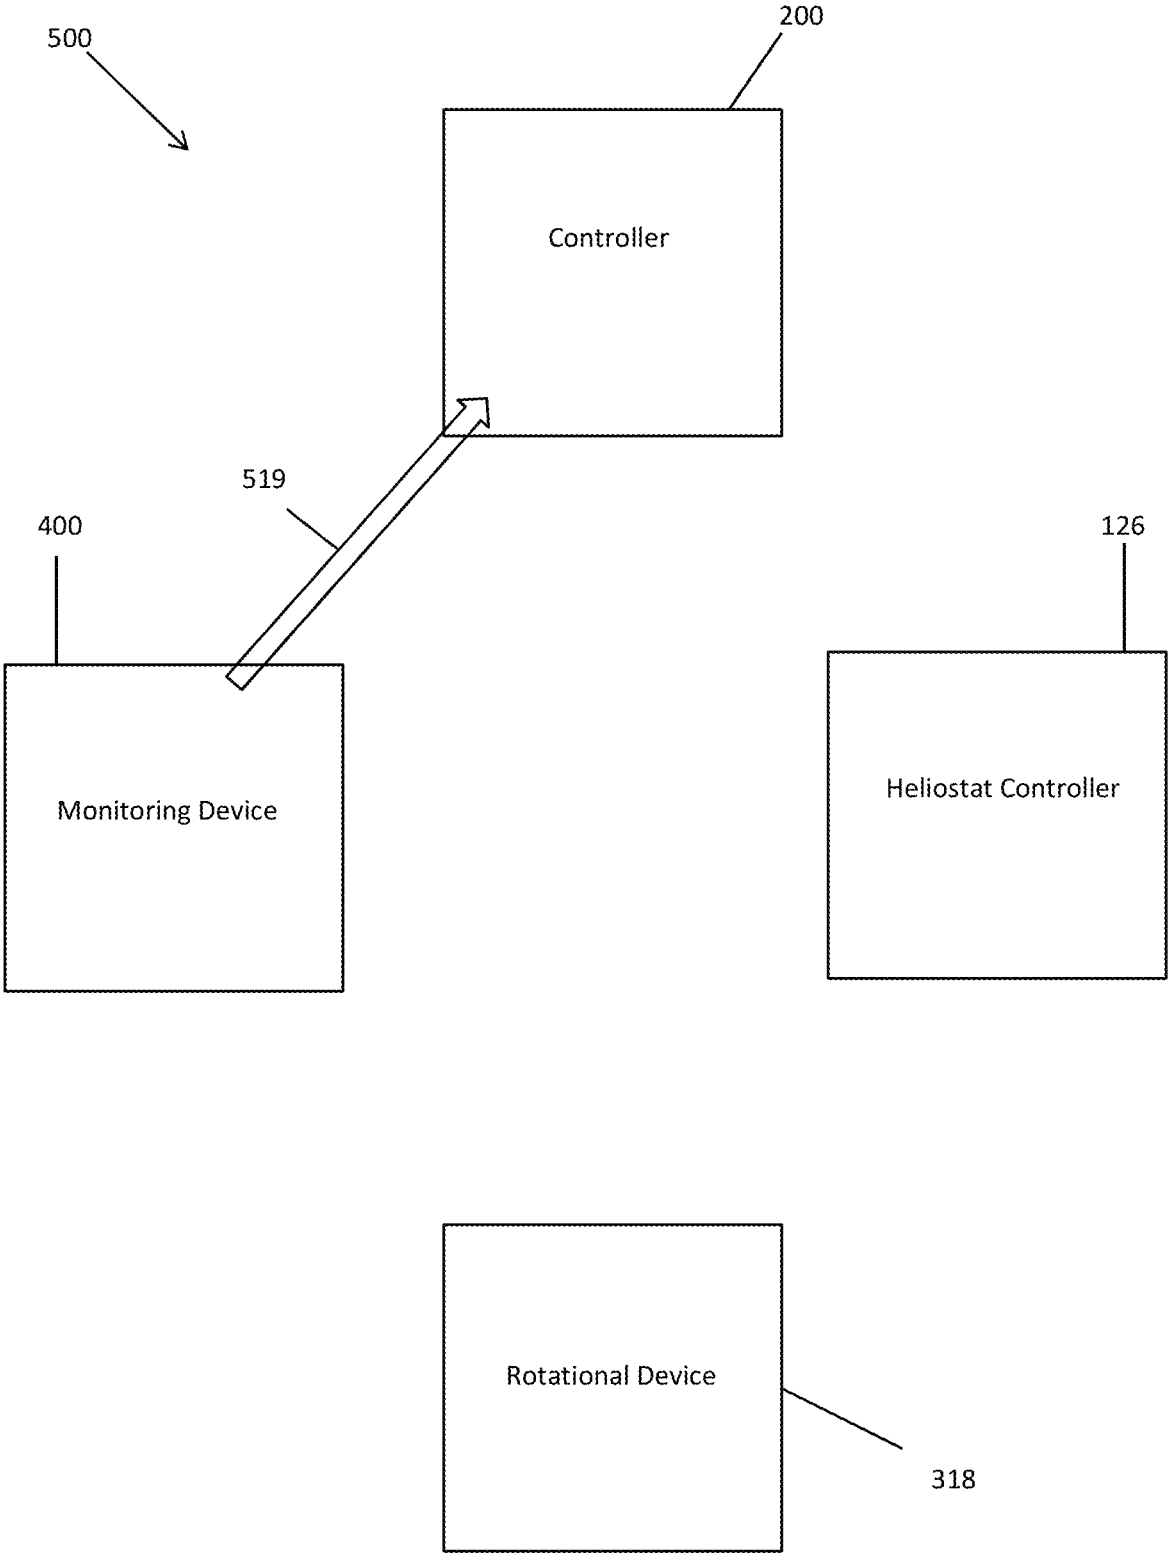 200
500
Controller
519
400
126
Monitoring Device
Heliostat Controller
Rotational Device
318